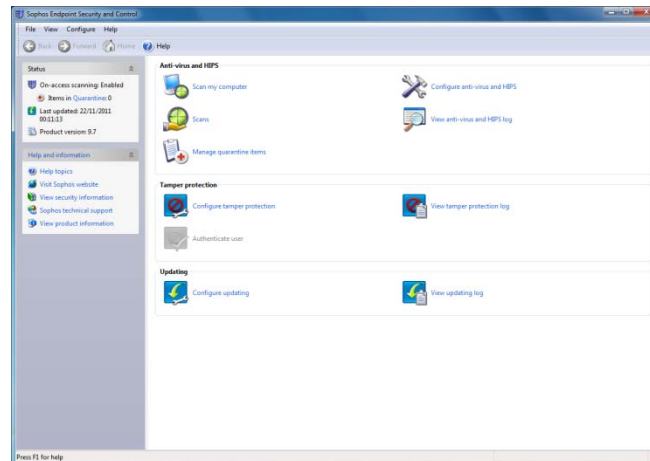 Sophos Endpoint Security and Control
File View Configure Help
Back Forward Home Help
Status
On-access scanning: Enabled
Items in Quarantine: 0
Last updated: 22/11/2011
00:11:13
Product version: 9.7
Help and information
Help topics
Visit Sophos website
View security information
Sophos technical support
View product information
Anti-virus and HIPS
Scan my computer
Configure anti-virus and HIPS
Scans
View anti-virus and HIPS log
Manage quarantine items
Tamper protection
Configure tamper protection
View tamper protection log
Authenticate user
Updating
Configure updating
View updating log
Press F1 for help